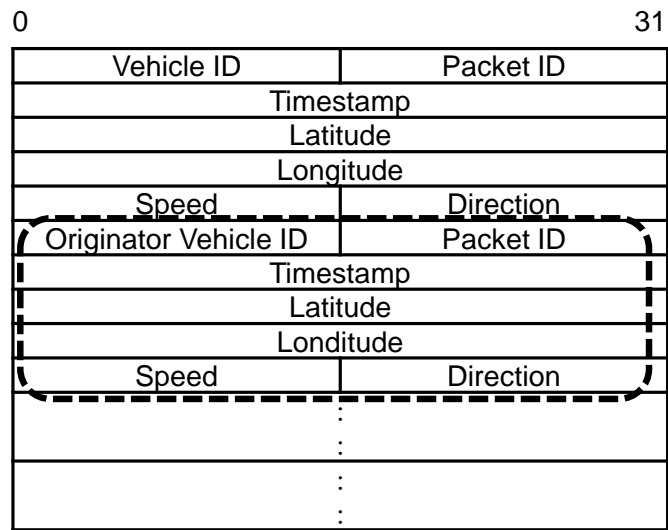 0 31
Vehicle ID Packet ID
Timestamp
Latitude
Longitude
Speed Direction
Originator Vehicle ID Packet ID
Timestamp
Latitude
Londitude
Speed Direction
:
:
:
: